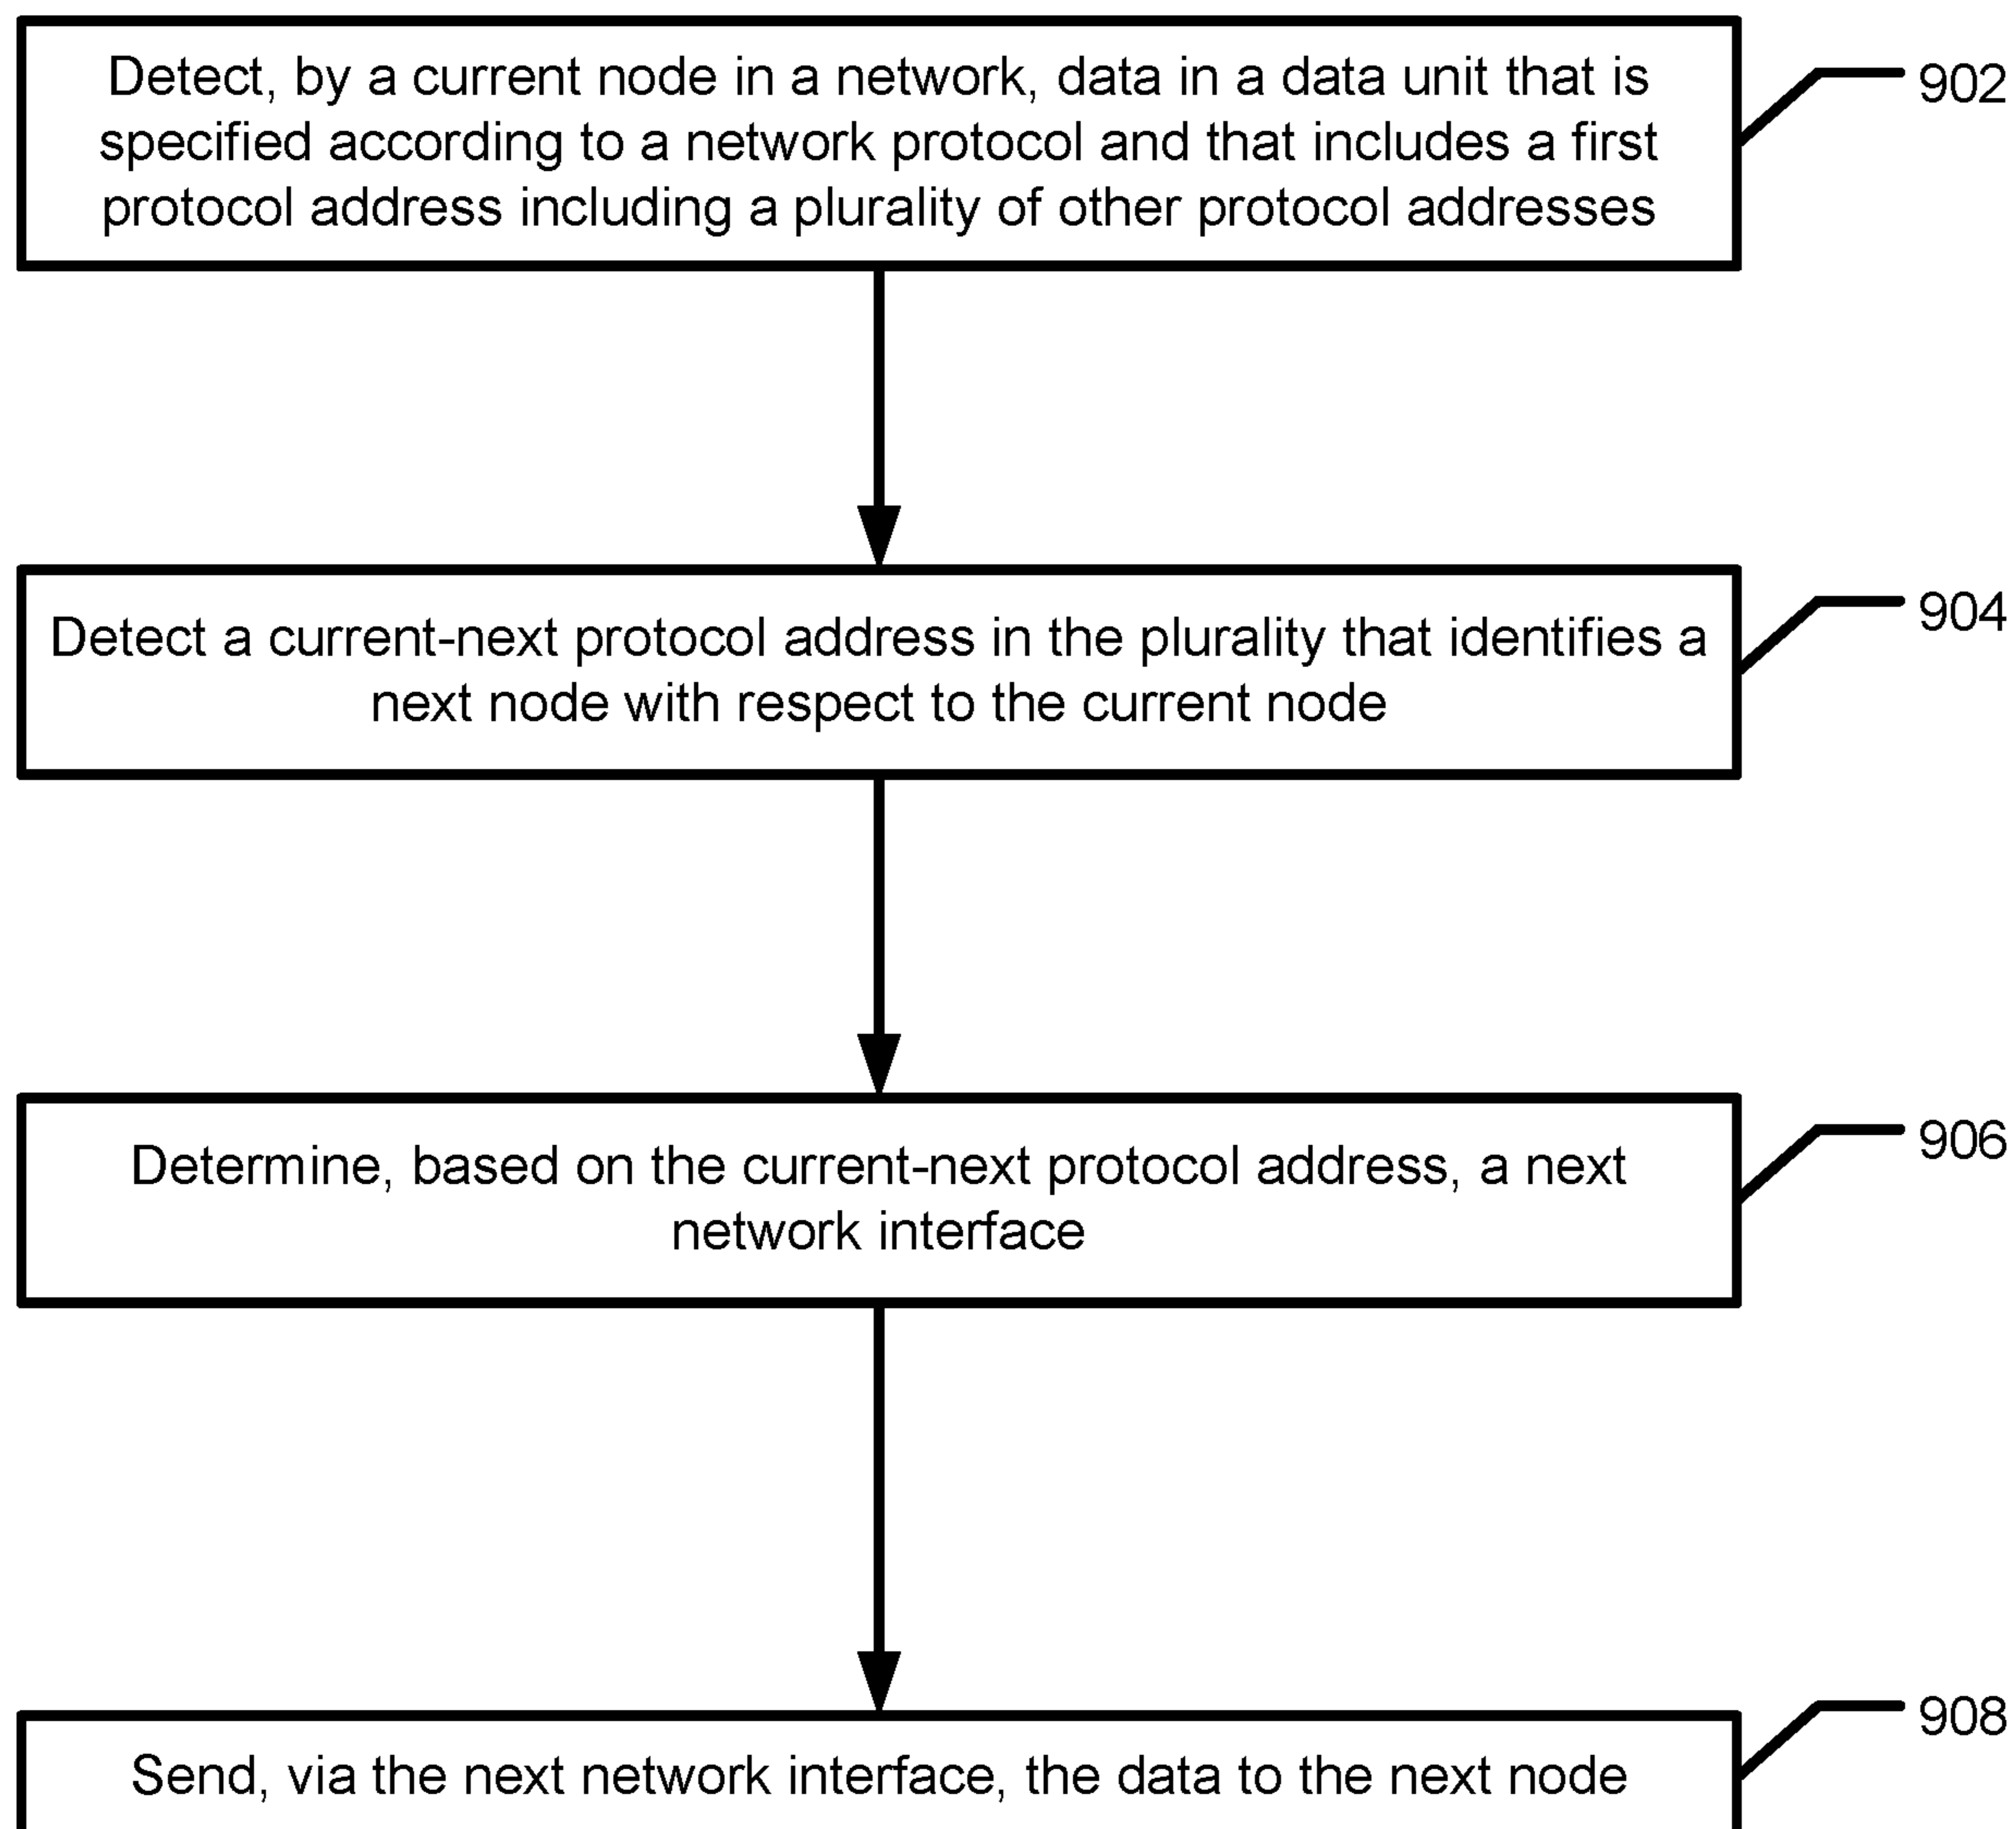 Detect, by a current node in a network, data in a data unit that is
specified according to a network protocol and that includes a first
protocol address including a plurality of other protocol addresses
902
Detect a current-next protocol address in the plurality that identifies a
next node with respect to the current node
904
Determine, based on the current-next protocol address, a next
network interface
906
Send, via the next network interface, the data to the next node
908